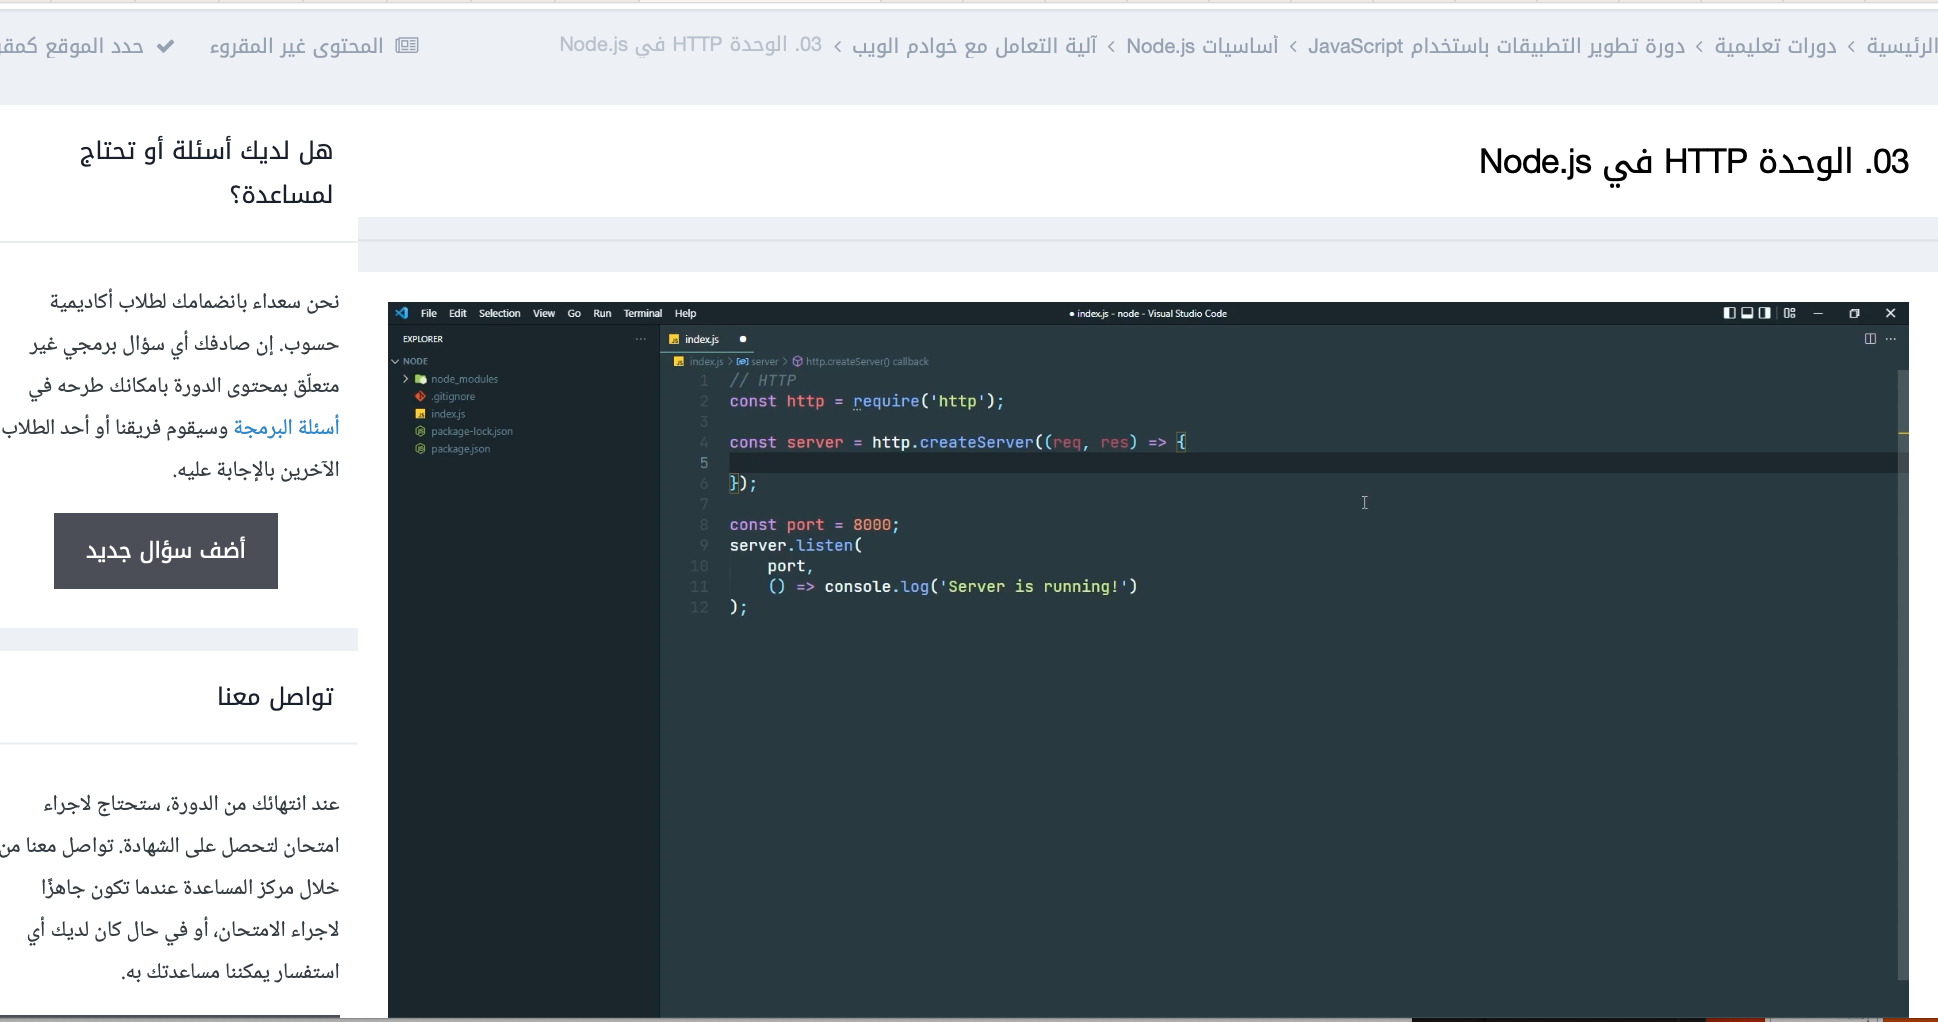 الرئيسية > دورات تعليمية > دورة تطوير التطبيقات باستخدام JavaScript > أساسيات Node.js > آلية التعامل مع خوادم الويب > 03. الوحدة HTTP في Node.js
المحتوى غير المقروء
حدد الموقع
03. الوحدة HTTP في Node.js
File Edit Selection View Go Run Terminal Help
● index.js - node - Visual Studio Code
EXPLORER
NODE
node_modules
.gitignore
index.js
package-lock.json
package.json
index.js ●
index.js > server > http.createServer() callback
1 // HTTP
2 const http = require('http');
3
4 const server = http.createServer((req, res) => {
5
6 });
7
8 const port = 8000;
9 server.listen(
10 port,
11 () => console.log('Server is running!')
12 );
هل لديك أسئلة أو تحتاج
لمساعدة؟
نحن سعداء بانضمامك لطلاب أكاديمية
حسوب. إن صادفك أي سؤال برمجي غير
متعلّق بمحتوى الدورة بامكانك طرحه في
أسئلة البرمجة وسيقوم فريقنا أو أحد الطلاب
الآخرين بالإجابة عليه.
أضف سؤال جديد
تواصل معنا
عند انتهائك من الدورة، ستحتاج لاجراء
امتحان لتحصل على الشهادة. تواصل معنا من
خلال مركز المساعدة عندما تكون جاهزًا
لاجراء الامتحان، أو في حال كان لديك أي
استفسار يمكننا مساعدتك به.